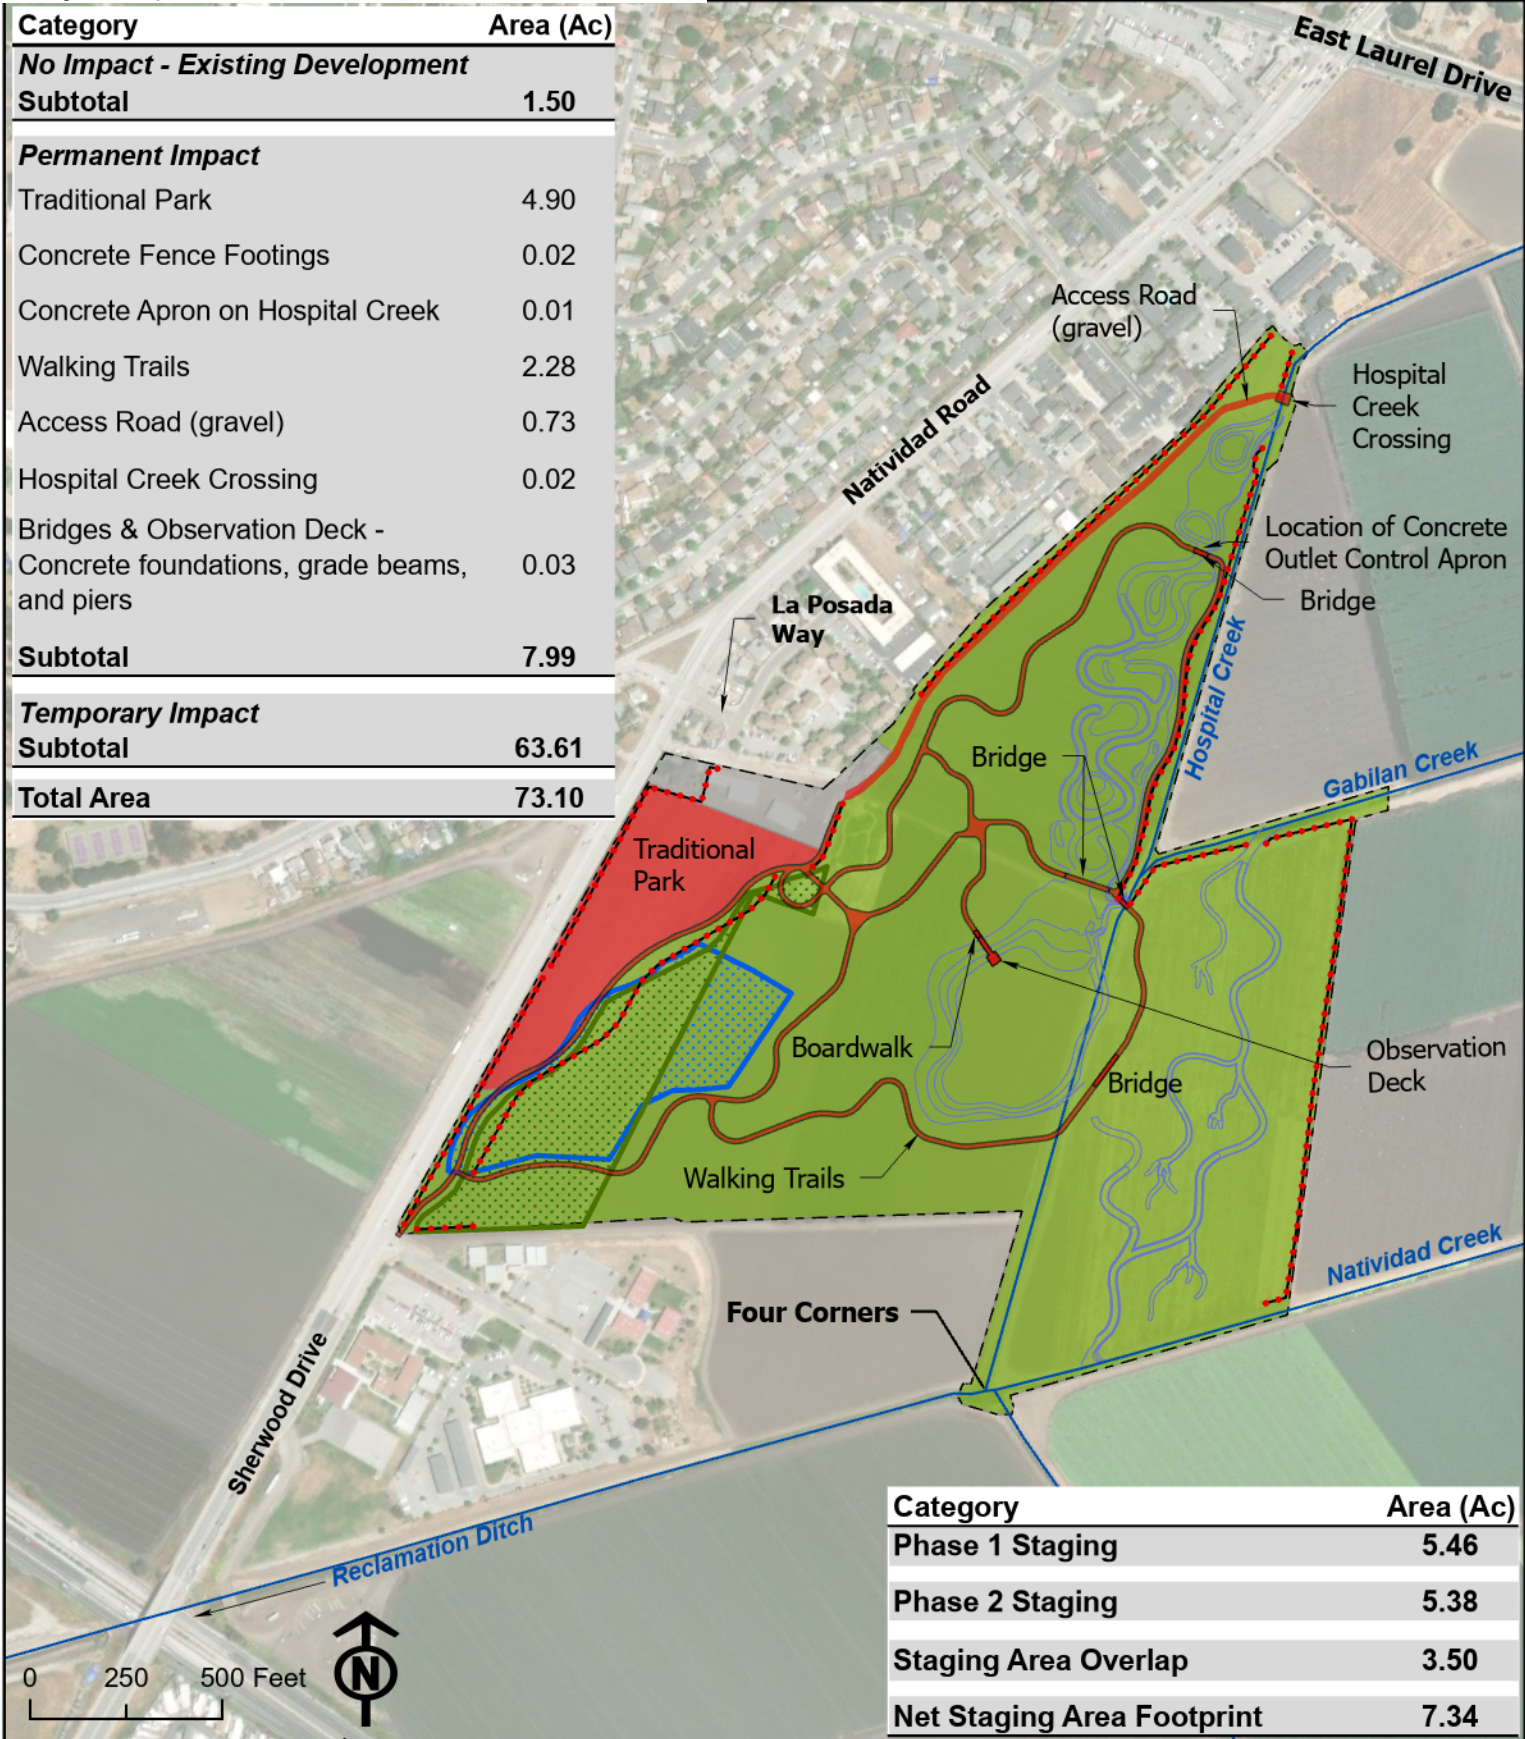 Category Area (Ac)
No Impact - Existing Development
Subtotal 1.50
Permanent Impact
Traditional Park 4.90
Concrete Fence Footings 0.02
Concrete Apron on Hospital Creek 0.01
Walking Trails 2.28
Access Road (gravel) 0.73
Hospital Creek Crossing 0.02
Bridges & Observation Deck -
Concrete foundations, grade beams, 0.03
and piers
Subtotal 7.99
Temporary Impact
Subtotal 63.61
Total Area 73.10
East Laurel Drive
Access Road
(gravel)
Hospital
Creek
Crossing
Natividad Road
Location of Concrete
Outlet Control Apron
Bridge
La Posada
Way
Hospital Creek
Bridge
Gabilan Creek
Traditional
Park
Boardwalk
Observation
Deck
Bridge
Walking Trails
Natividad Creek
Four Corners
Sherwood Drive
Reclamation Ditch
0 250 500 Feet
N
Category Area (Ac)
Phase 1 Staging 5.46
Phase 2 Staging 5.38
Staging Area Overlap 3.50
Net Staging Area Footprint 7.34